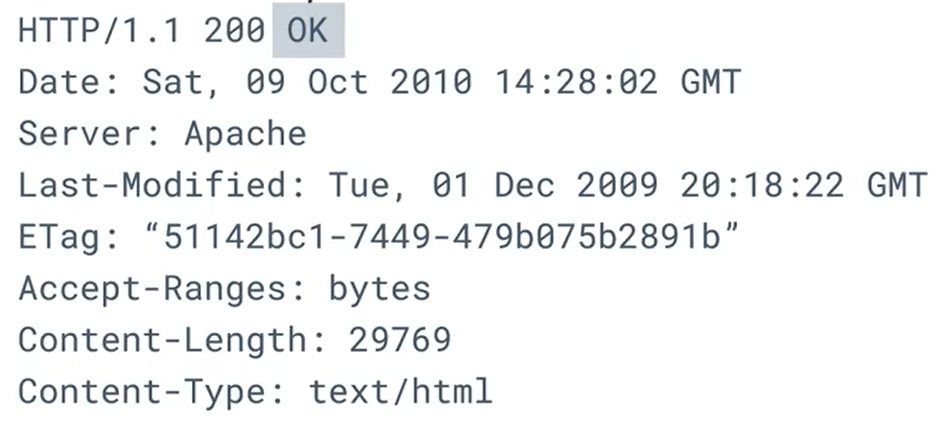 HTTP/1.1 200 OK
Date: Sat, 09 Oct 2010 14:28:02 GMT
Server: Apache
Last-Modified: Tue, 01 Dec 2009 20:18:22 GMT
ETag: “51142bc1-7449-479b075b2891b”
Accept-Ranges: bytes
Content-Length: 29769
Content-Type: text/html